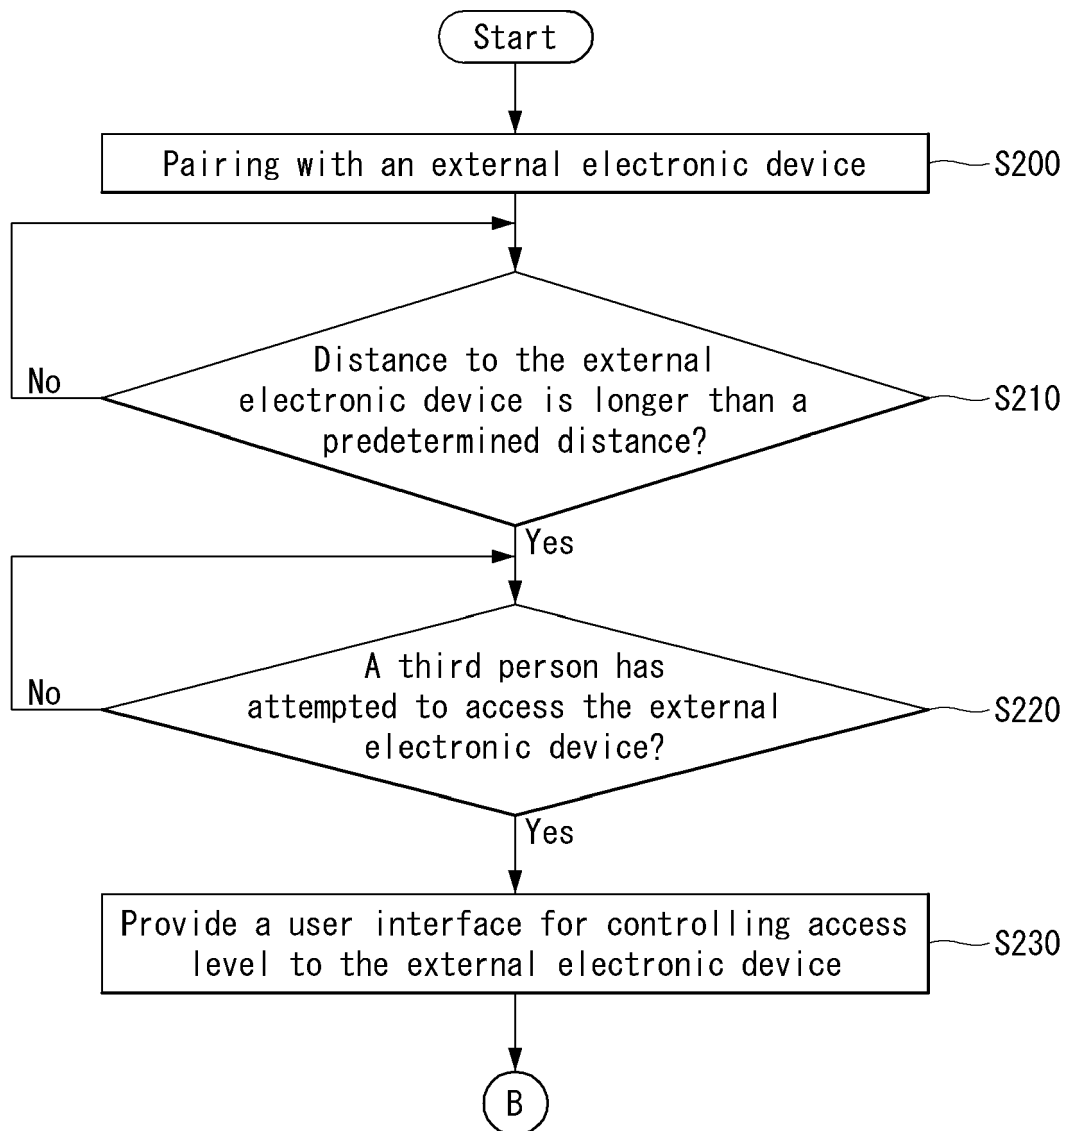 Start
Pairing with an external electronic device
S200
Distance to the external
electronic device is longer than a
predetermined distance?
No
S210
Yes
A third person has
attempted to access the external
electronic device?
No
S220
Yes
Provide a user interface for controlling access
level to the external electronic device
S230
B